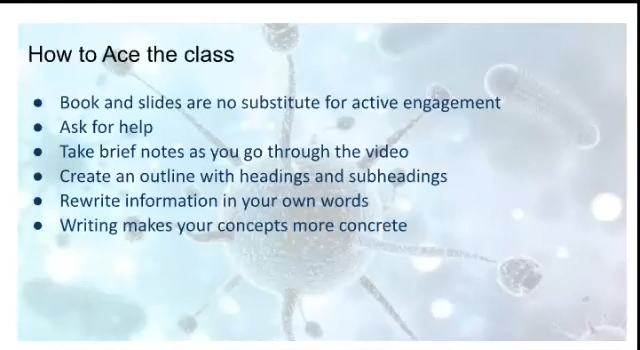 How to Ace the class
● Book and slides are no substitute for active engagement
● Ask for help
● Take brief notes as you go through the video
● Create an outline with headings and subheadings
● Rewrite information in your own words
● Writing makes your concepts more concrete